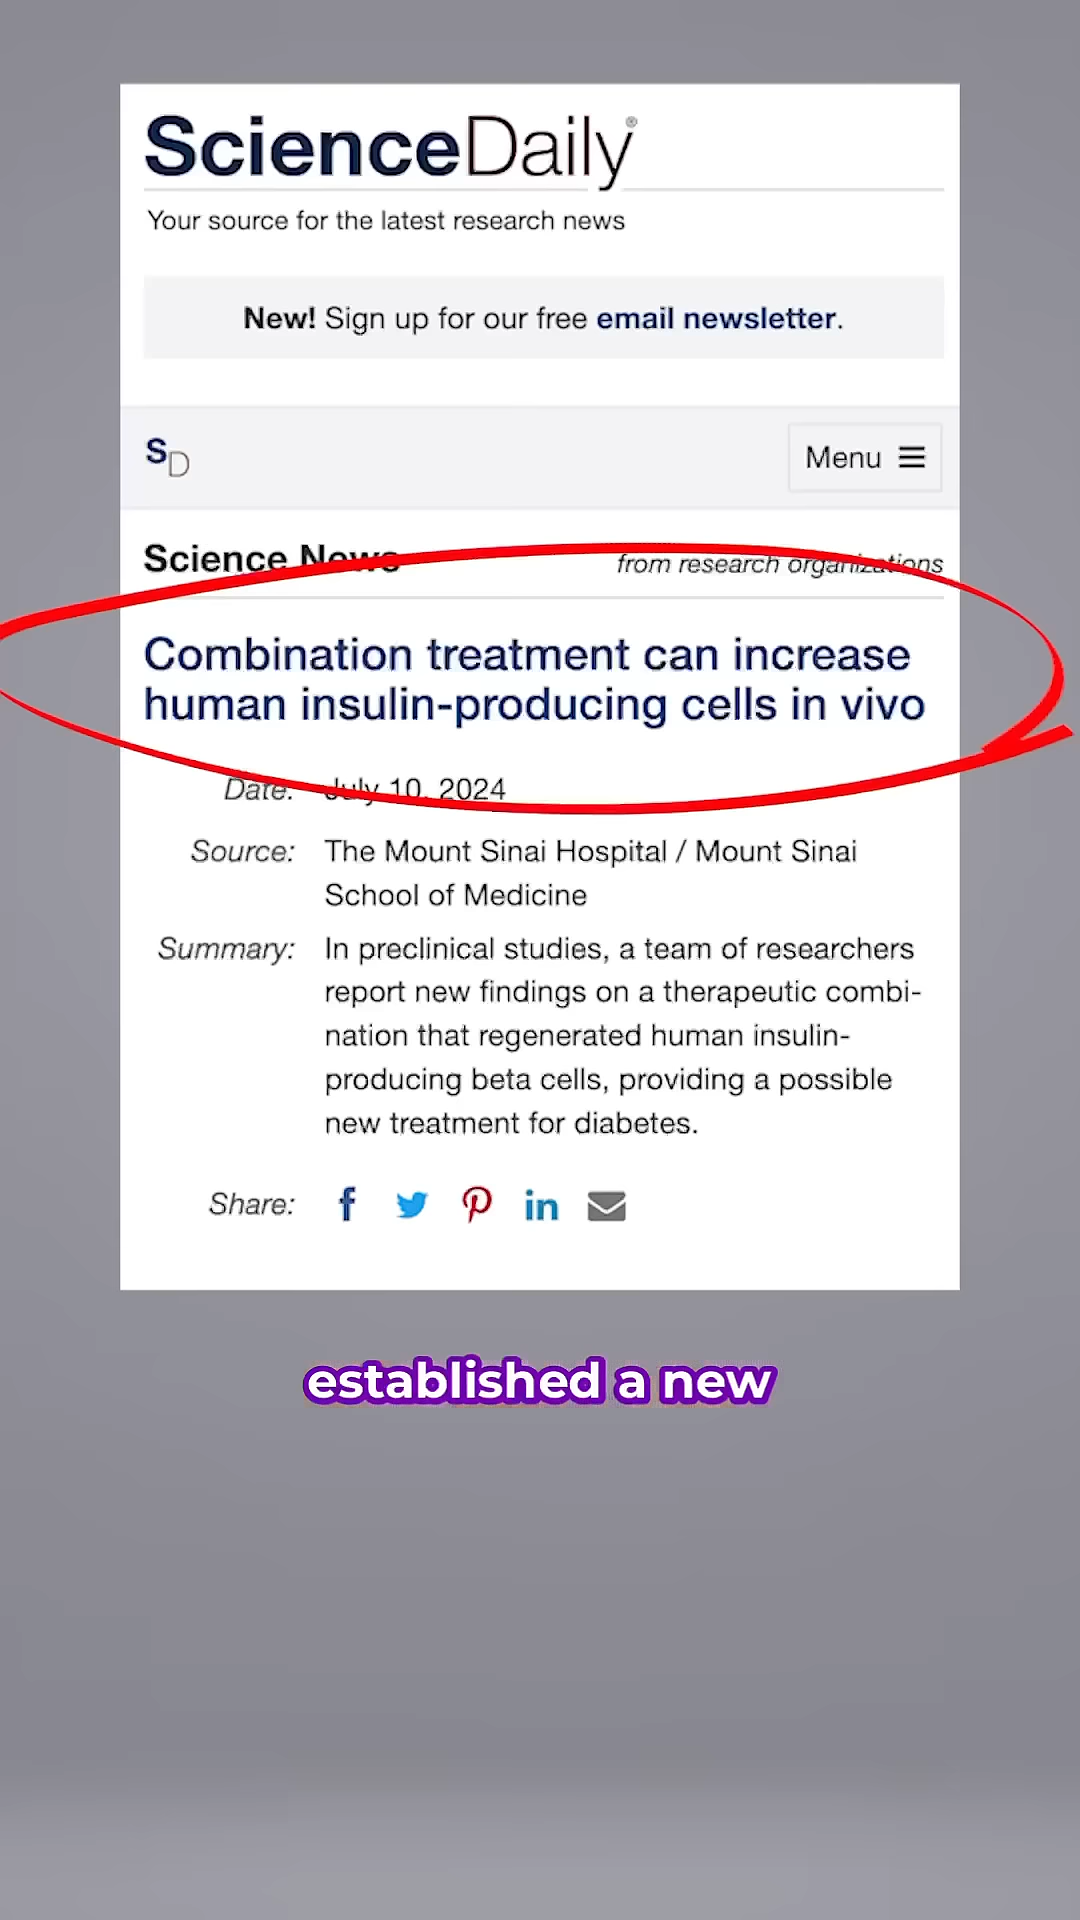 ScienceDaily®
Your source for the latest research news
New! Sign up for our free email newsletter.
SD
Menu
Science News
from research organizations
Combination treatment can increase
human insulin-producing cells in vivo
Date: July 10, 2024
Source: The Mount Sinai Hospital / Mount Sinai
School of Medicine
Summary: In preclinical studies, a team of researchers
report new findings on a therapeutic combi-
nation that regenerated human insulin-
producing beta cells, providing a possible
new treatment for diabetes.
Share:
established a new